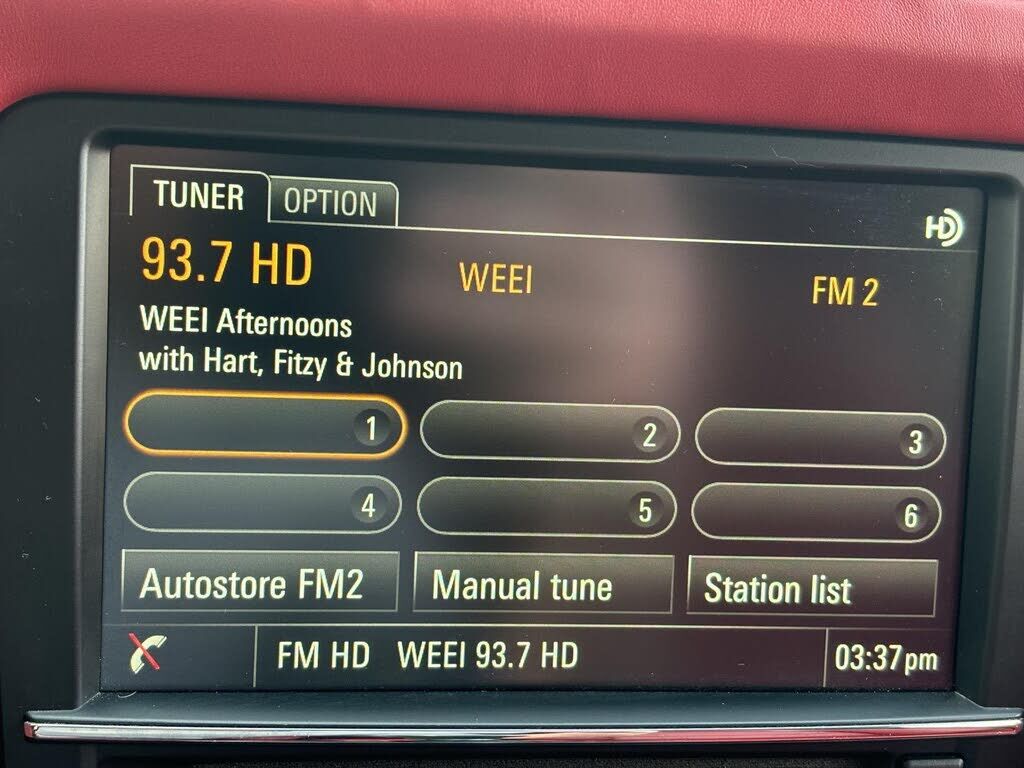 TUNER OPTION
HD
93.7 HD WEEI FM 2
WEEI Afternoons
with Hart, Fitzy & Johnson
1 2 3
4 5 6
Autostore FM2 Manual tune Station list
FM HD WEEI 93.7 HD 03:37pm